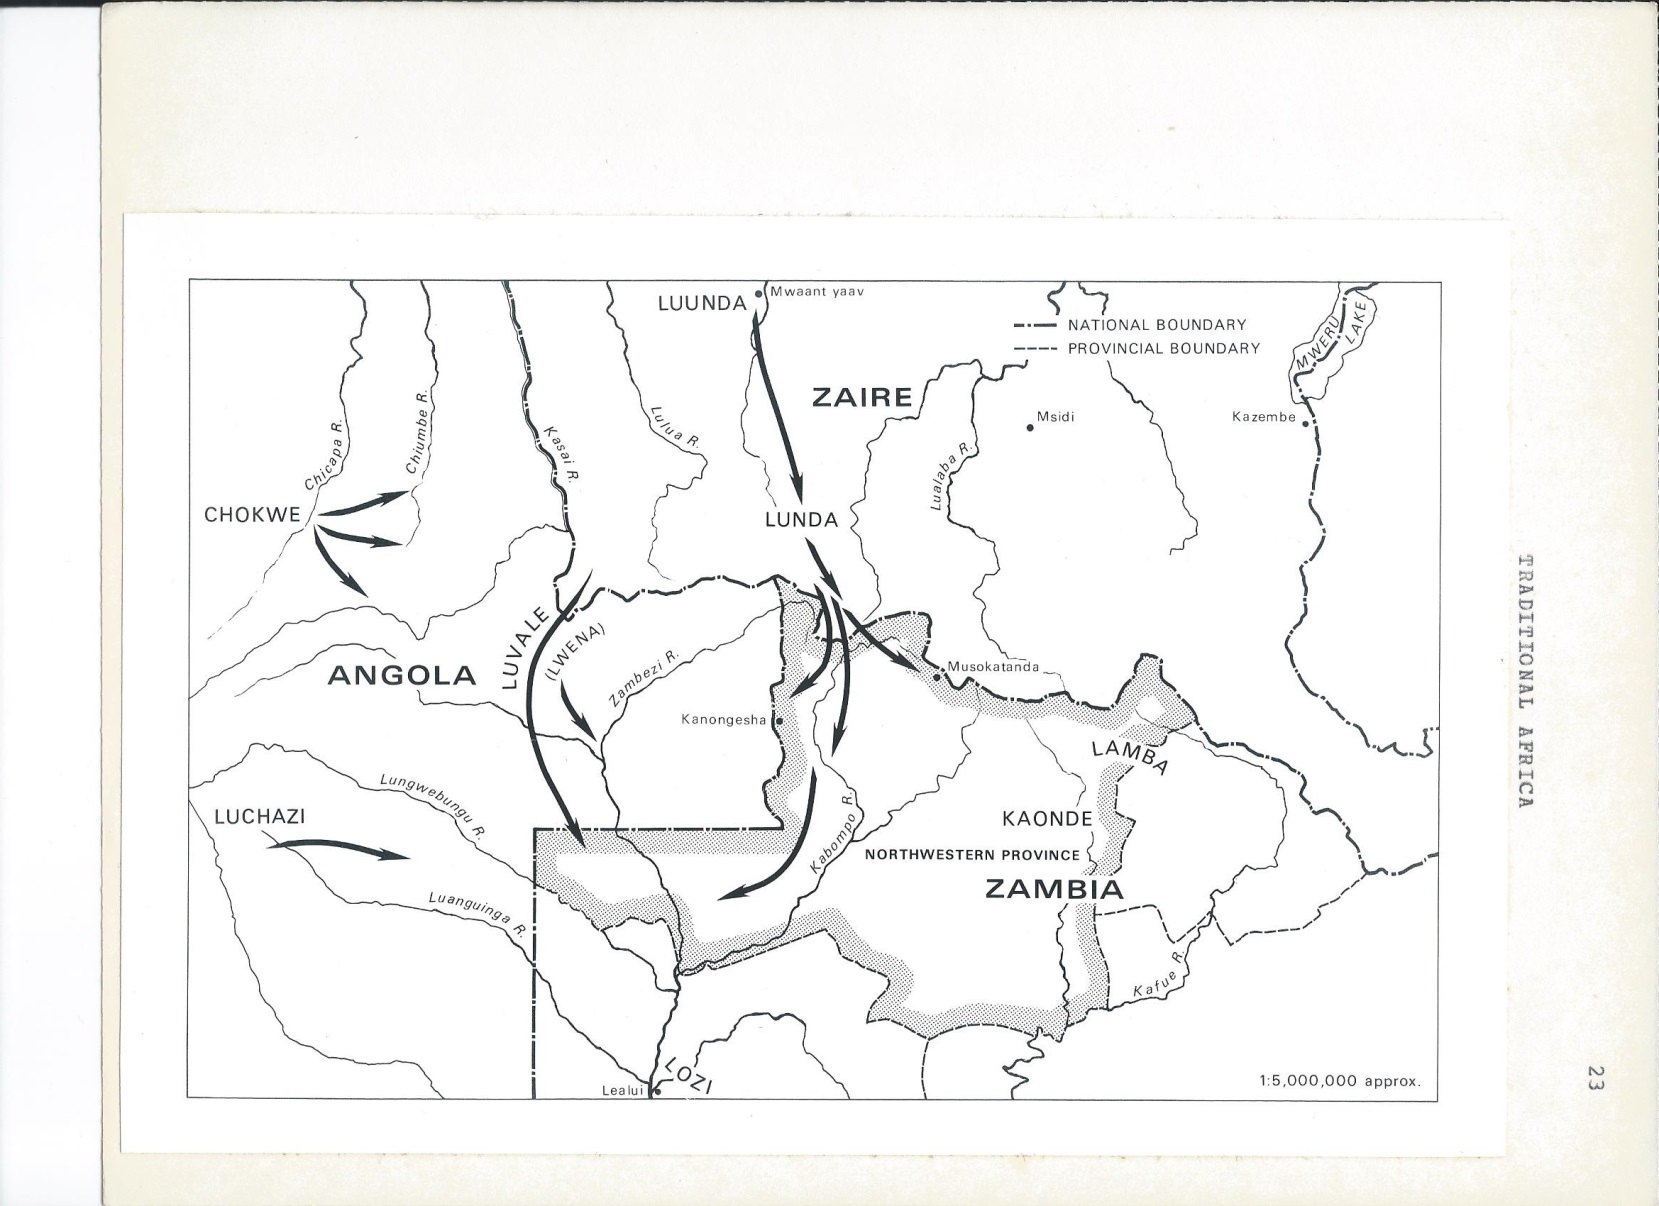 LUUNDA
Mwaant yaav
NATIONAL BOUNDARY
PROVINCIAL BOUNDARY
MWERU
LAKE
ZAIRE
Msidi
Kazembe
Chicapa R.
Chiumbe R.
Kasai R.
Lulua R.
Lualaba R.
CHOKWE
LUNDA
LUVALE
(LWENA)
Zambezi R.
ANGOLA
Musokatanda
Kanongesha
LAMBA
Lungwebungu R.
LUCHAZI
KAONDE
Kabompo R.
NORTHWESTERN PROVINCE
ZAMBIA
Luanguinga R.
Kafue R.
LOZI
Lealui
1:5,000,000 approx.
TRADITIONAL AFRICA
23